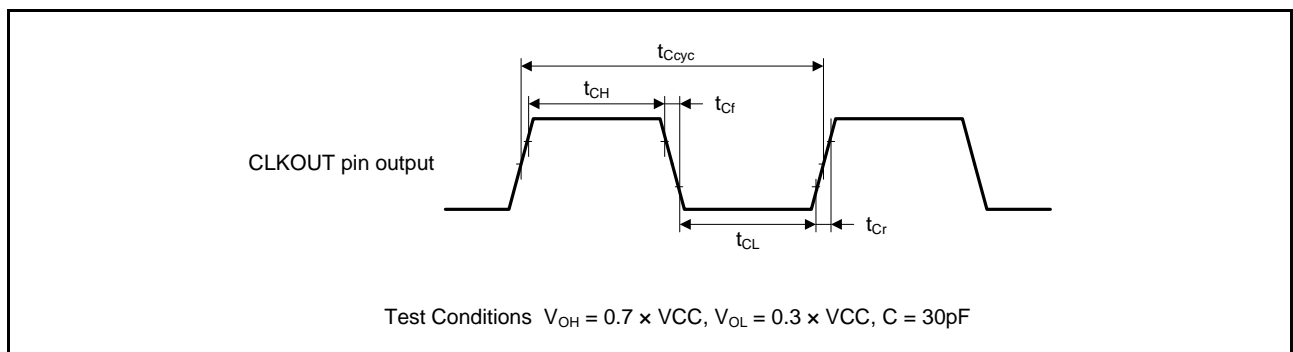 tCcyc
tCH
tCf
CLKOUT pin output
tCL
tCr
Test Conditions VOH = 0.7 × VCC, VOL = 0.3 × VCC, C = 30pF